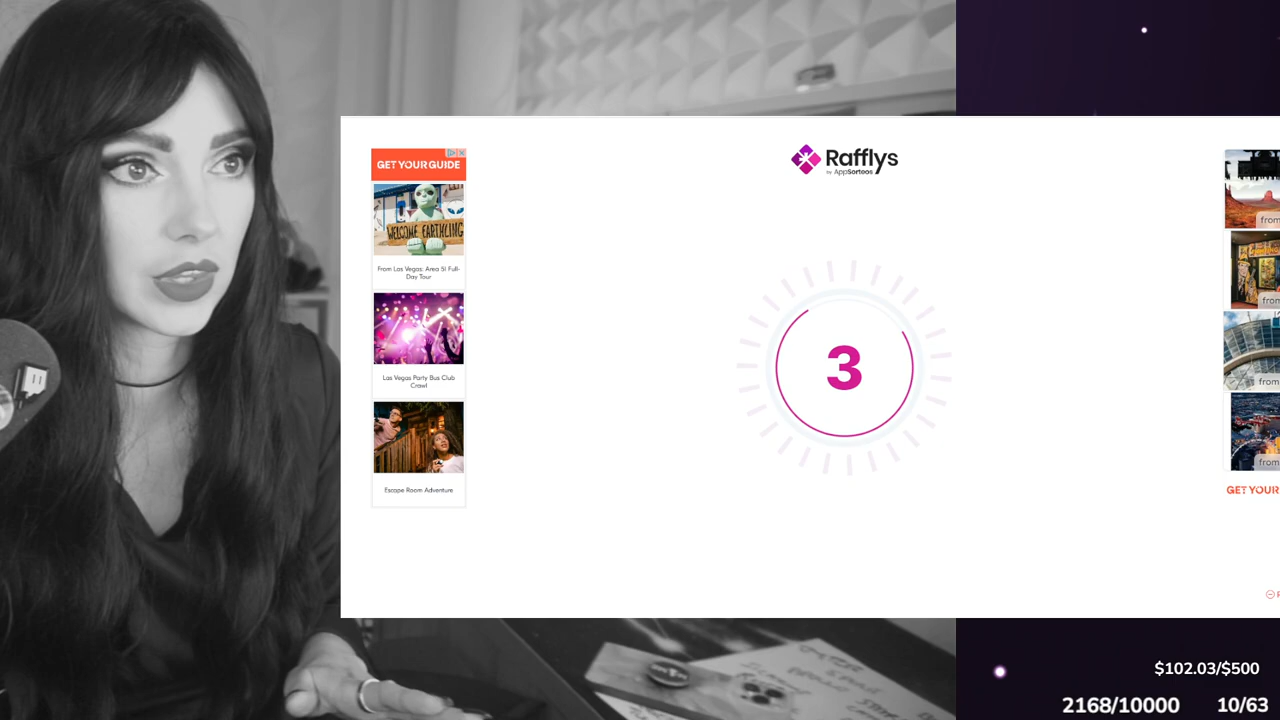 GET YOUR GUIDE
WELCOME EARTHLING
From Las Vegas: Area 51 Full-
Day Tour
Las Vegas Party Bus Club
Crawl
Escape Room Adventure
Rafflys
by AppSorteos
3
from
from
from
from
GET YOUR
$102.03/$500
2168/10000
10/63